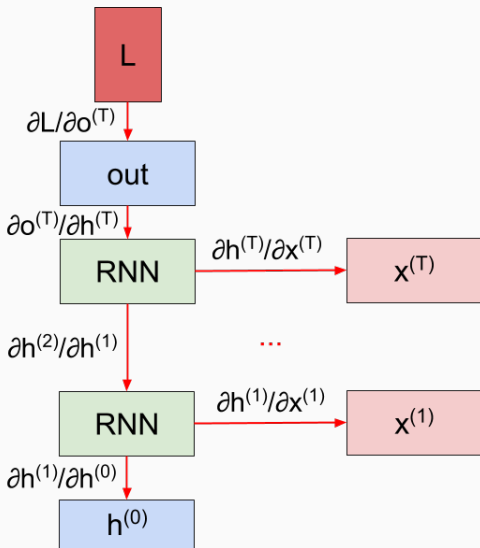 L
∂L/∂o⁽ᵀ⁾
out
∂o⁽ᵀ⁾/∂h⁽ᵀ⁾
∂h⁽ᵀ⁾/∂x⁽ᵀ⁾
RNN
x⁽ᵀ⁾
∂h⁽²⁾/∂h⁽¹⁾
...
∂h⁽¹⁾/∂x⁽¹⁾
RNN
x⁽¹⁾
∂h⁽¹⁾/∂h⁽⁰⁾
h⁽⁰⁾